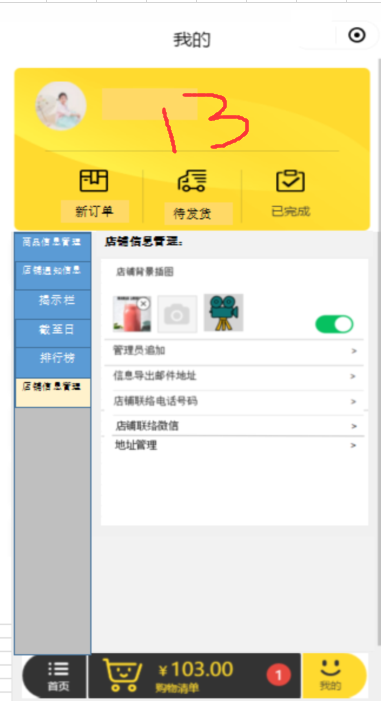 我的
13
新订单 待发货 已完成
商品信息管理
店铺通知信息
揭示栏
截至日
排行榜
店铺信息管理
店铺信息管理：
店铺背景插图
管理员追加 >
信息导出邮件地址 >
店铺联络电话号码 >
店铺联络微信 >
地址管理 >
首页
¥103.00
购物清单
1
我的